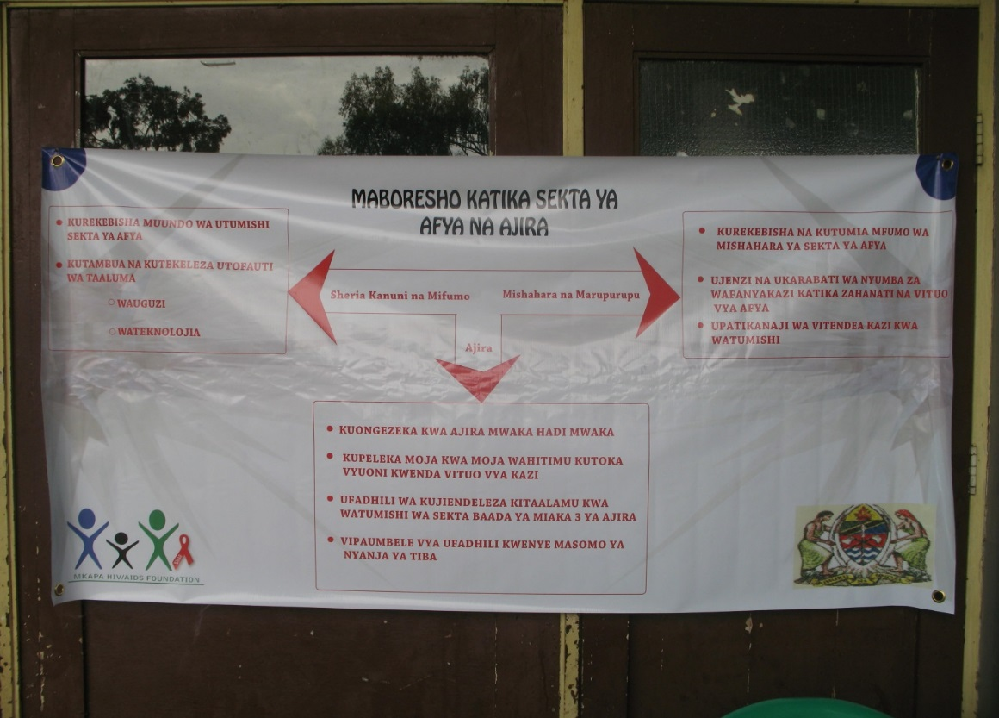 MABORESHO KATIKA SEKTA YA
AFYA NA AJIRA
• KUREKEBISHA MUUNDO WA UTUMISHI
SEKTA YA AFYA
• KUTAMBUA NA KUTEKELEZA UTOFAUTI
WA TAALUMA
○ WAUGUZI
○ WATEKNOLOJIA
Sheria Kanuni na Mifumo
Mishahara na Marupurupu
Ajira
• KUREKEBISHA NA KUTUMIA MFUMO WA
MISHAHARA YA SEKTA YA AFYA
• UJENZI NA UKARABATI WA NYUMBA ZA
WAFANYAKAZI KATIKA ZAHANATI NA VITUO
VYA AFYA
• UPATIKANAJI WA VITENDEA KAZI KWA
WATUMISHI
• KUONGEZEKA KWA AJIRA MWAKA HADI MWAKA
• KUPELEKA MOJA KWA MOJA WAHITIMU KUTOKA
VYUONI KWENDA VITUO VYA KAZI
• UFADHILI WA KUJIENDELEZA KITAALAMU KWA
WATUMISHI WA SEKTA BAADA YA MIAKA 3 YA AJIRA
• VIPAUMBELE VYA UFADHILI KWENYE MASOMO YA
NYANJA YA TIBA
MKAPA HIV/AIDS FOUNDATION